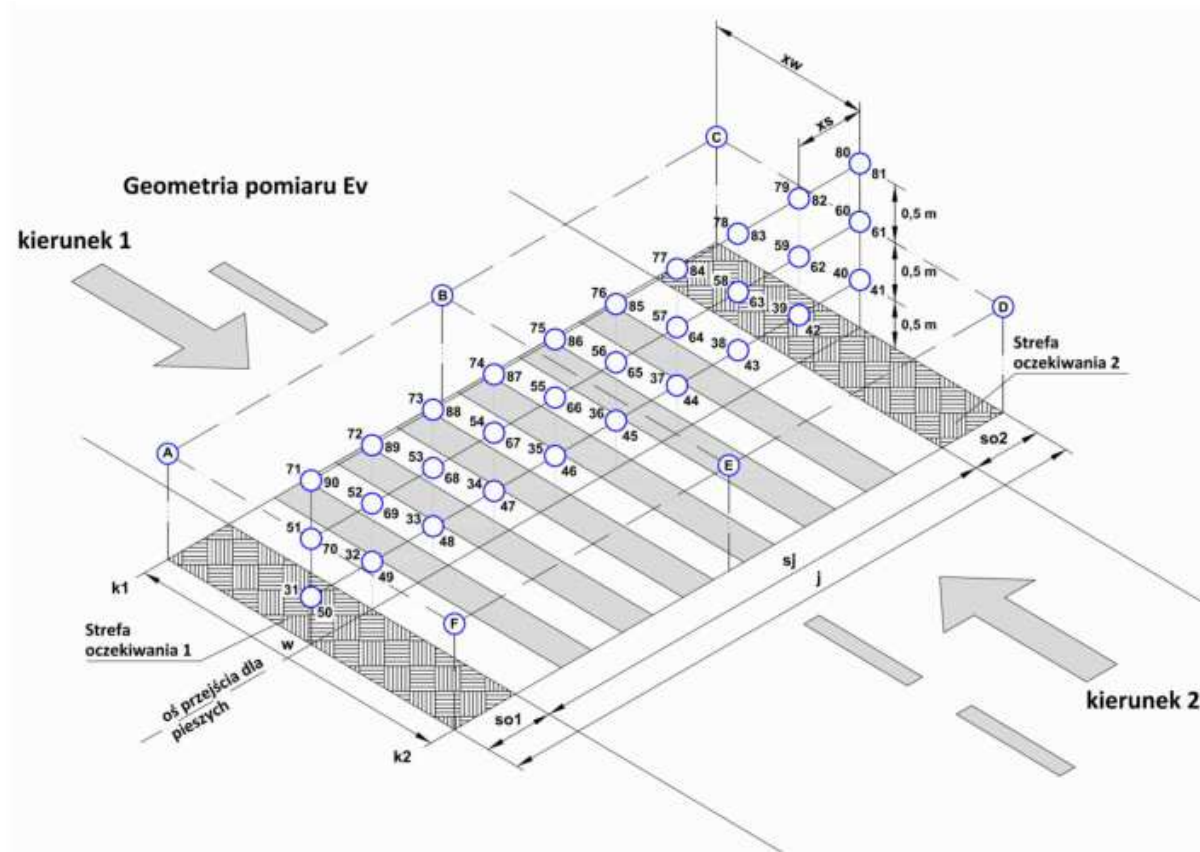 Geometria pomiaru Ev
kierunek 1
xw
xs
C
80
81
79
82
0,5 m
60
61
78
83
59
62
0,5 m
77
84
40
41
58
63
B
76
85
39
42
0,5 m
D
57
64
75
86
38
43
Strefa
oczekiwania 2
56
65
74
87
37
44
55
66
73
88
36
45
so2
54
67
72
89
35
46
A
53
68
E
71
90
34
47
52
69
33
48
51
70
32
49
sj
j
k1
31
50
F
Strefa
oczekiwania 1
w
oś przejścia dla
pieszych
so1
k2
kierunek 2